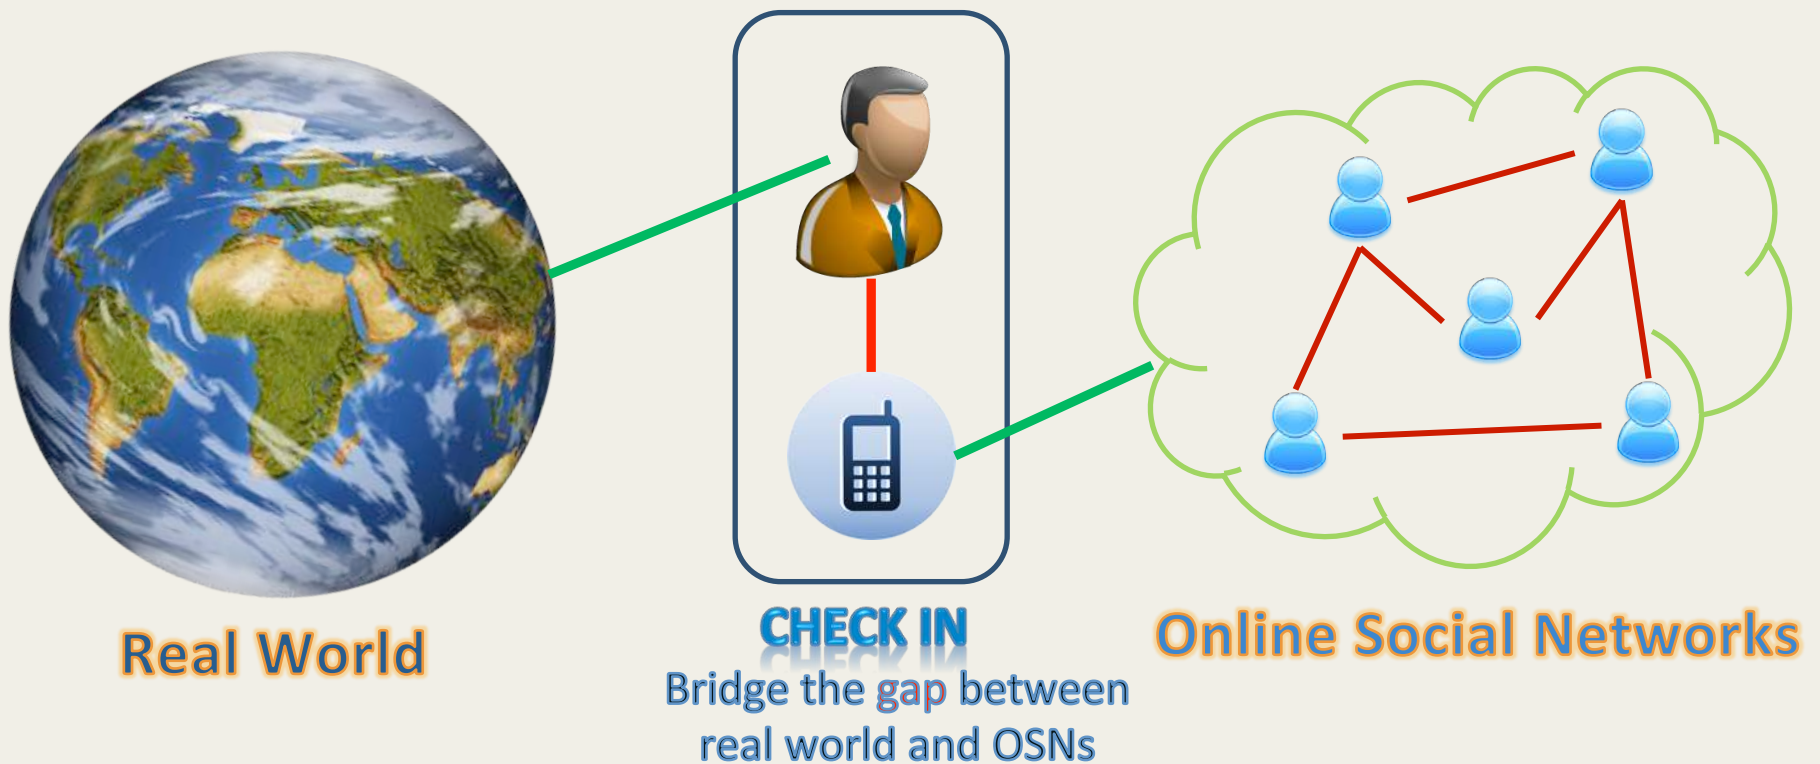 Real World
CHECK IN
Bridge the gap between
real world and OSNs
Online Social Networks